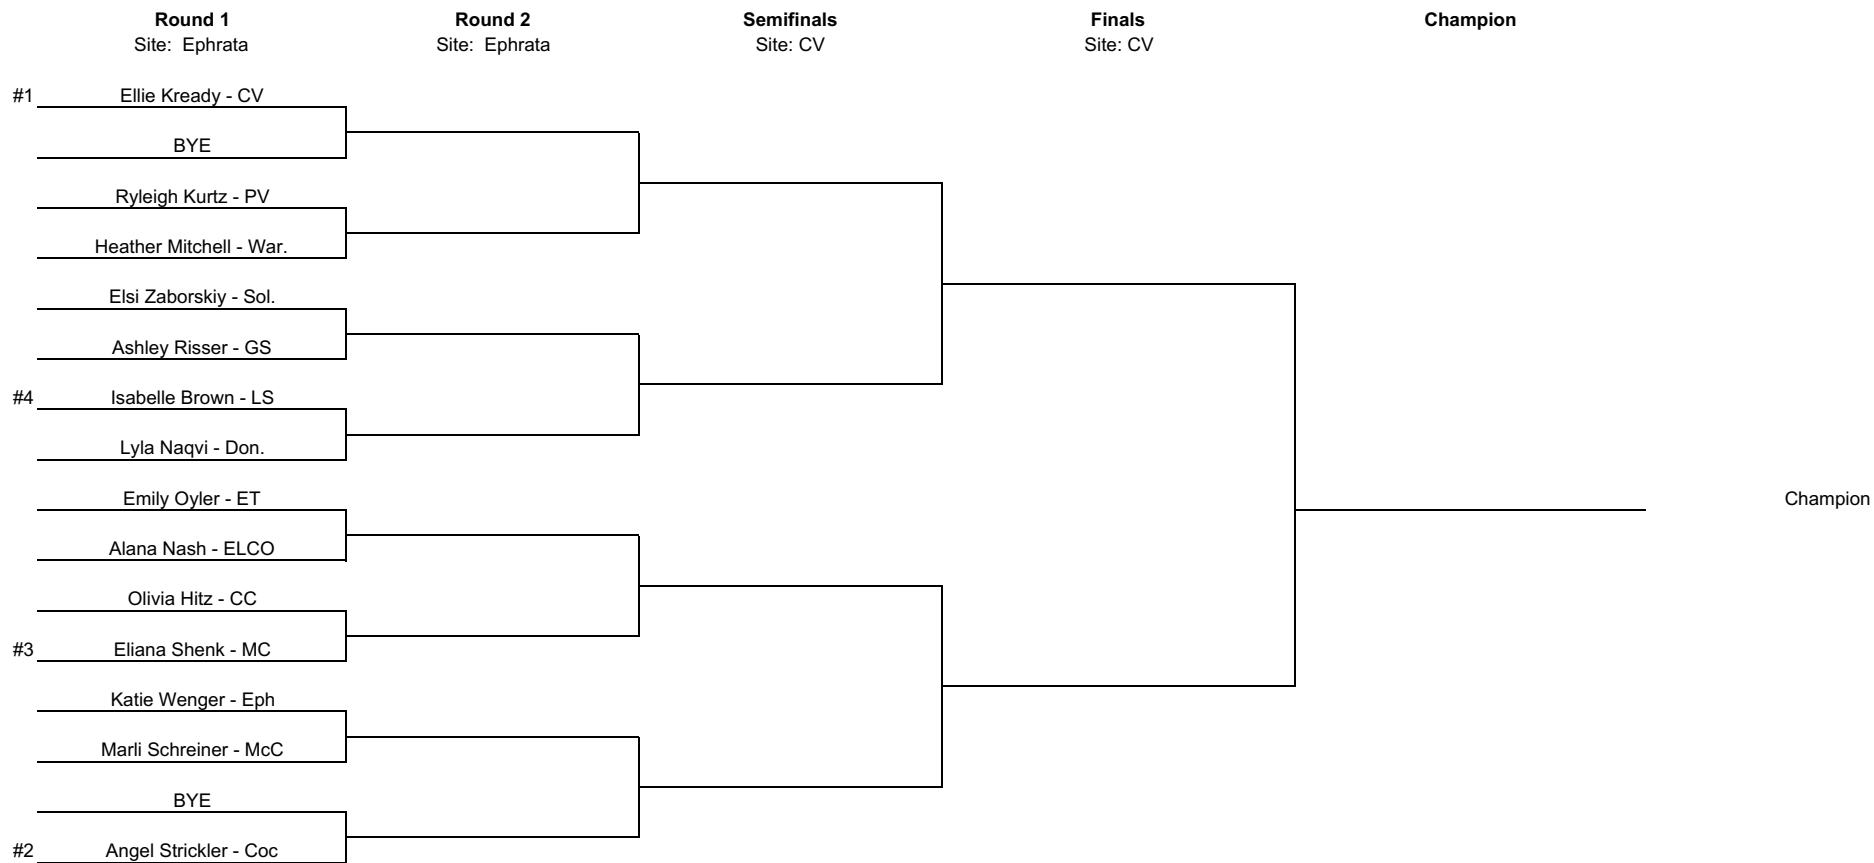 Round 1
Round 2
Semifinals
Finals
Champion
Site:  Ephrata
Site:  Ephrata
Site: CV
Site: CV
#1 Ellie Kready - CV
BYE
Ryleigh Kurtz - PV
Heather Mitchell - War.
Elsi Zaborskiy - Sol.
Ashley Risser - GS
#4 Isabelle Brown - LS
Lyla Naqvi - Don.
Emily Oyler - ET
Champion
Alana Nash - ELCO
Olivia Hitz - CC
#3 Eliana Shenk - MC
Katie Wenger - Eph
Marli Schreiner - McC
BYE
#2 Angel Strickler - Coc